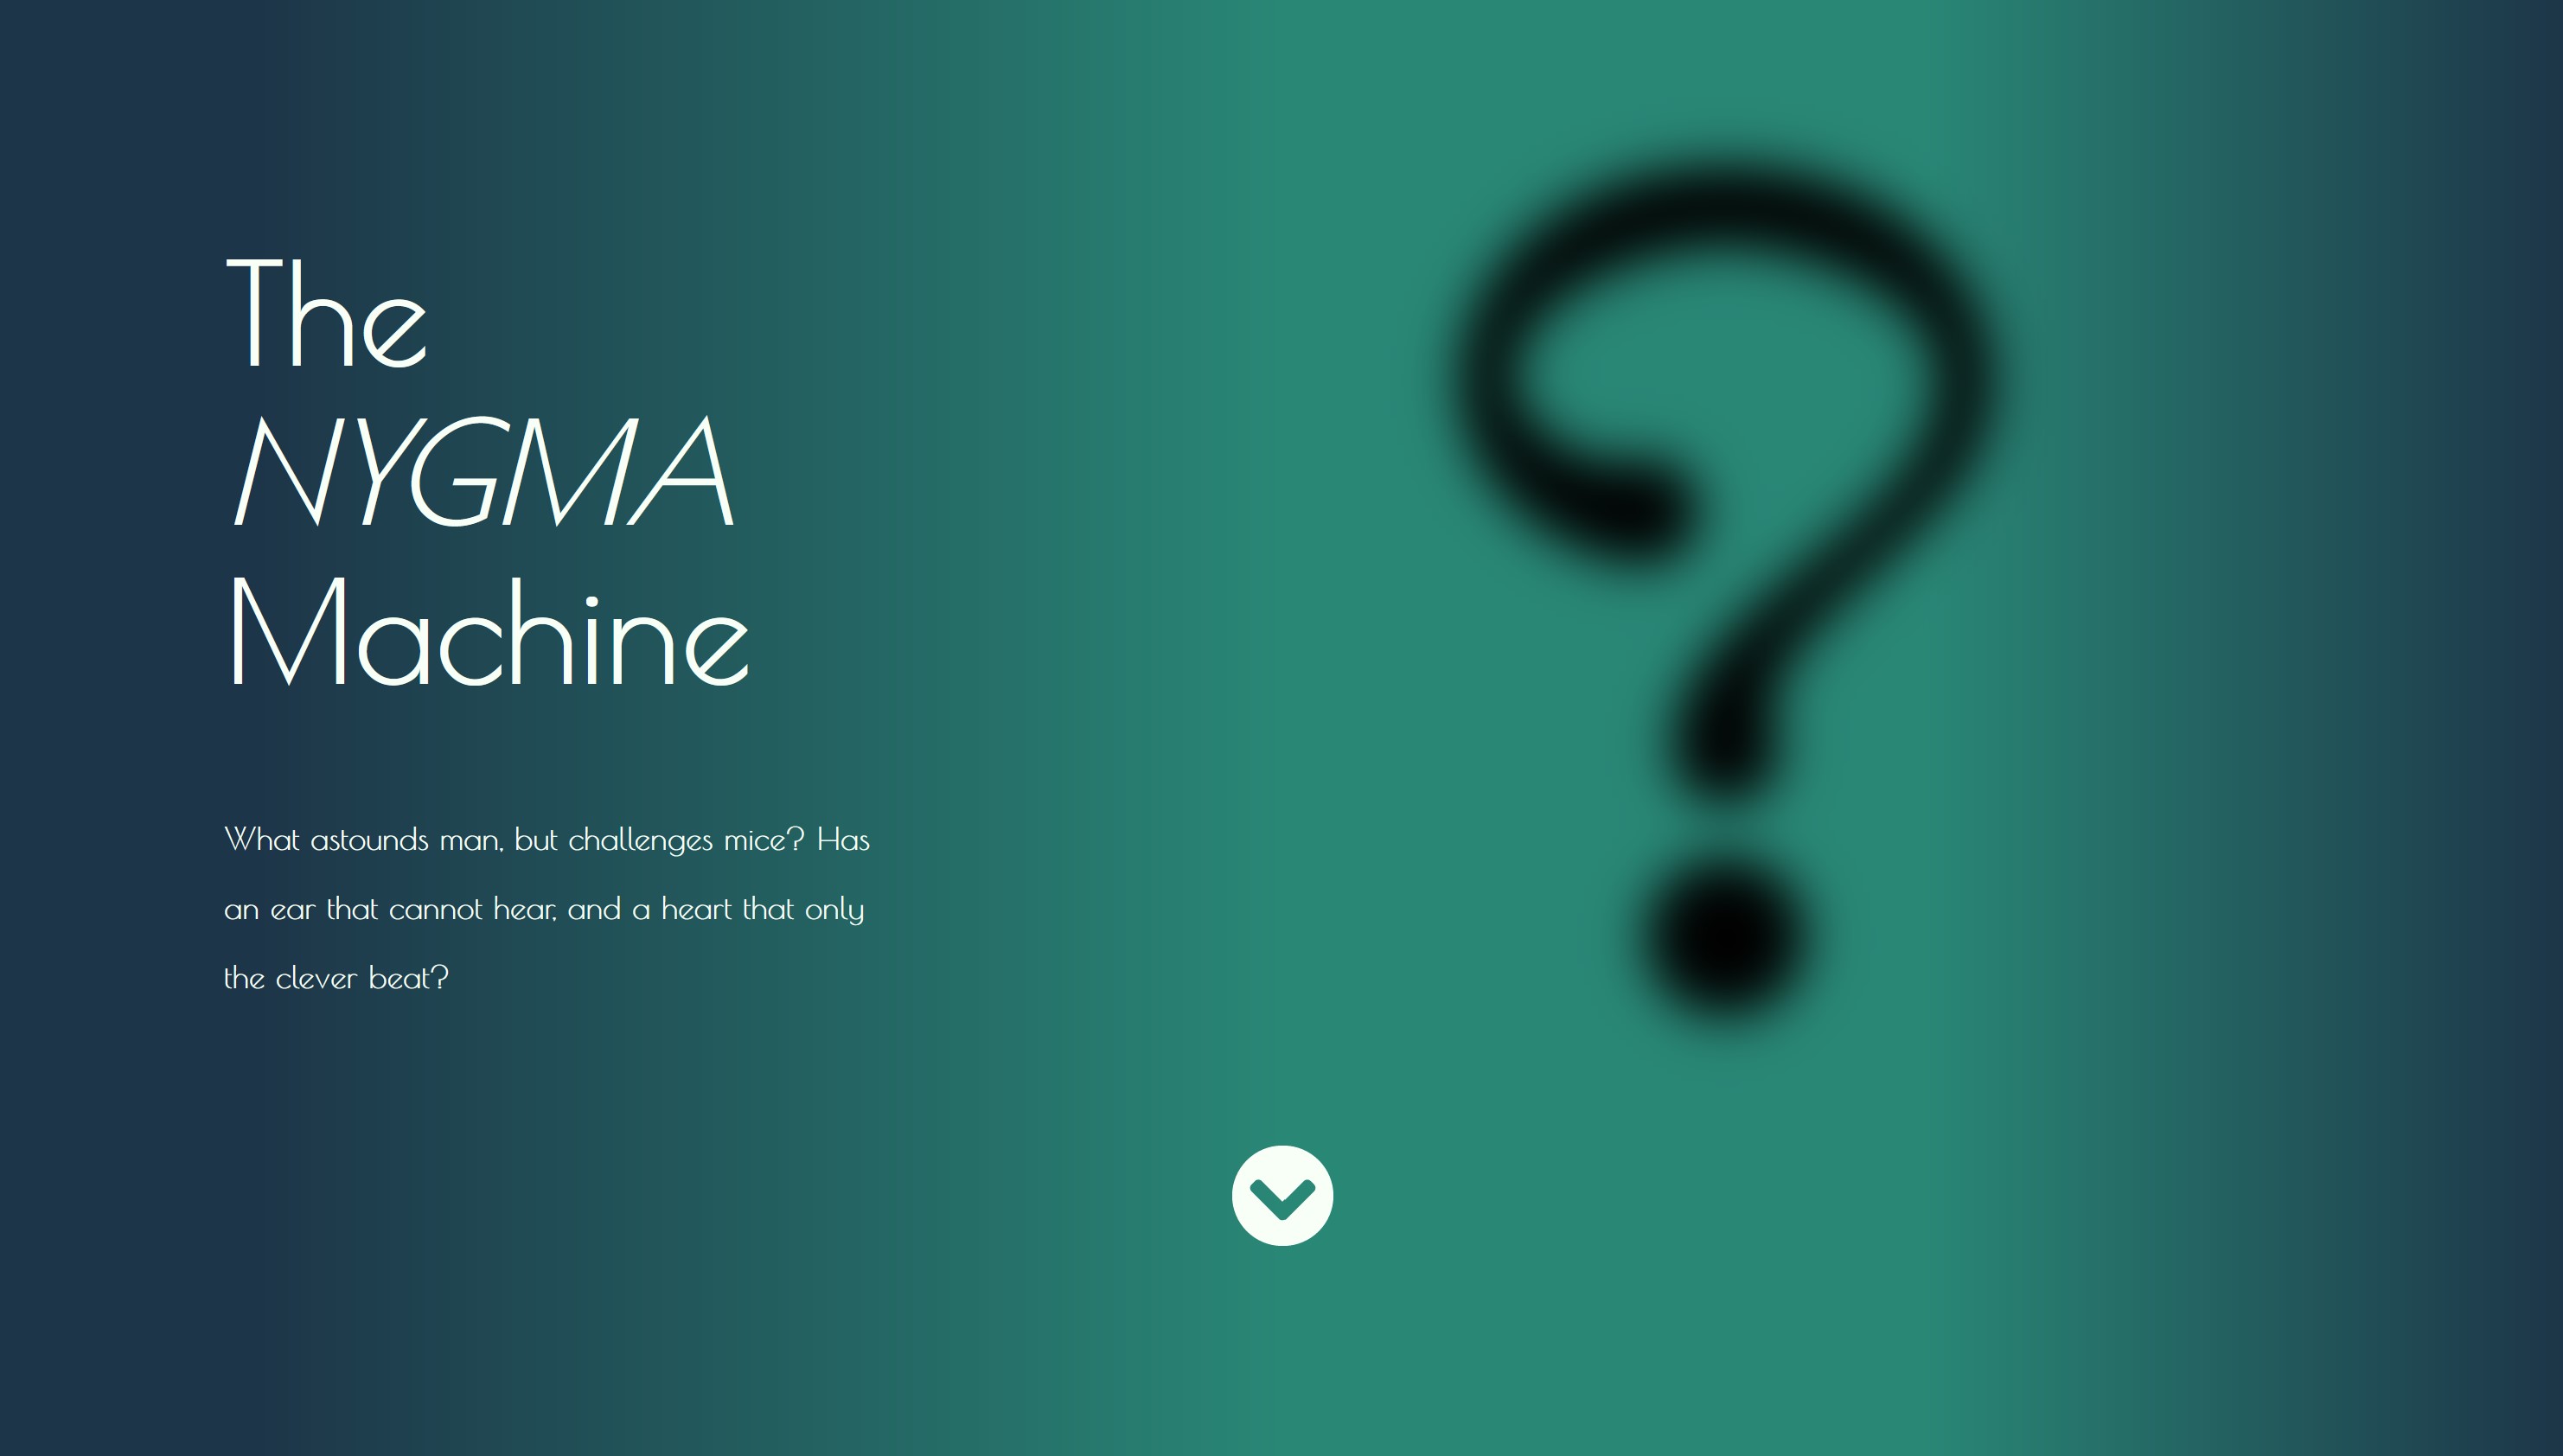 The
NYGMA
Machine
What astounds man, but challenges mice? Has
an ear that cannot hear, and a heart that only
the clever beat?
?